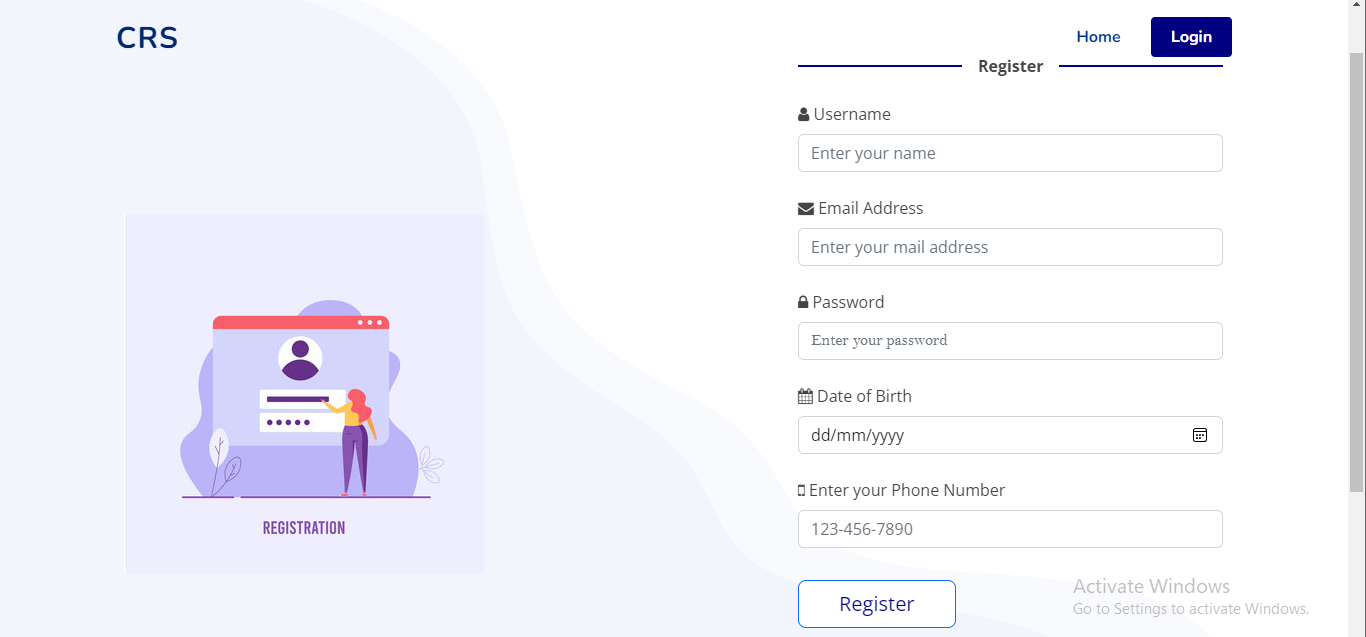 CRS
Home
Login
Register
Username
Enter your name
Email Address
Enter your mail address
Password
Enter your password
Date of Birth
dd/mm/yyyy
Enter your Phone Number
123-456-7890
Register
REGISTRATION
Activate Windows
Go to Settings to activate Windows.